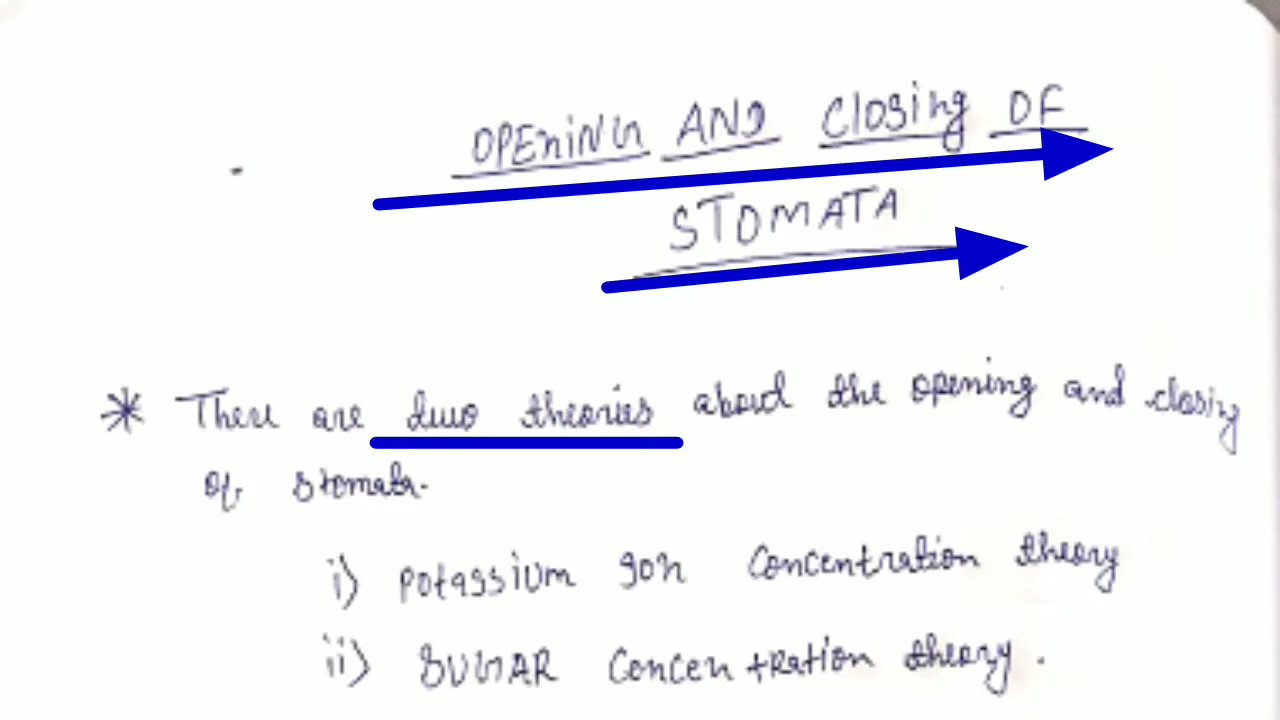 OPENING AND Closing OF
STOMATA
* There are two theories about the opening and closing
of stomata.
i) potassium Ion Concentration theory
ii) SUGAR Concentration theory.